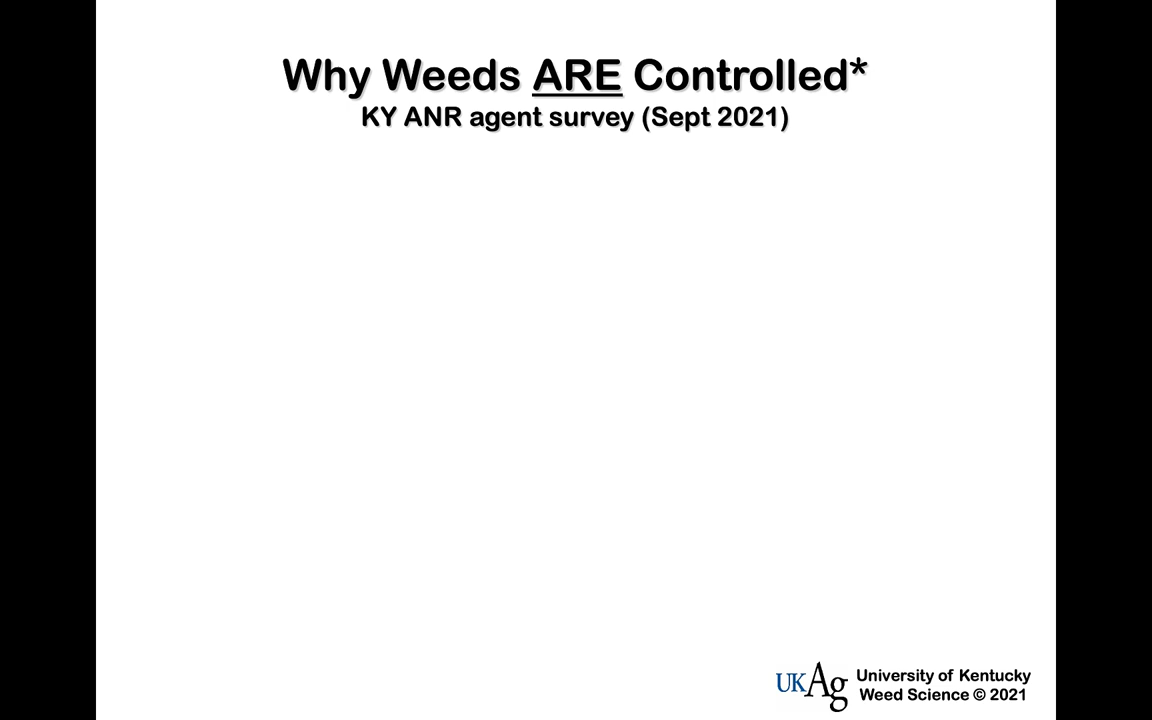 Why Weeds ARE Controlled*
KY ANR agent survey (Sept 2021)
UKAg University of Kentucky
Weed Science © 2021